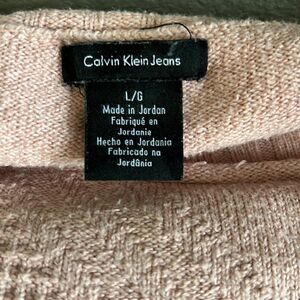 Calvin Klein Jeans
L/G
Made in Jordan
Fabriqué en
Jordanie
Hecho en Jordania
Fabricado na
Jordânia